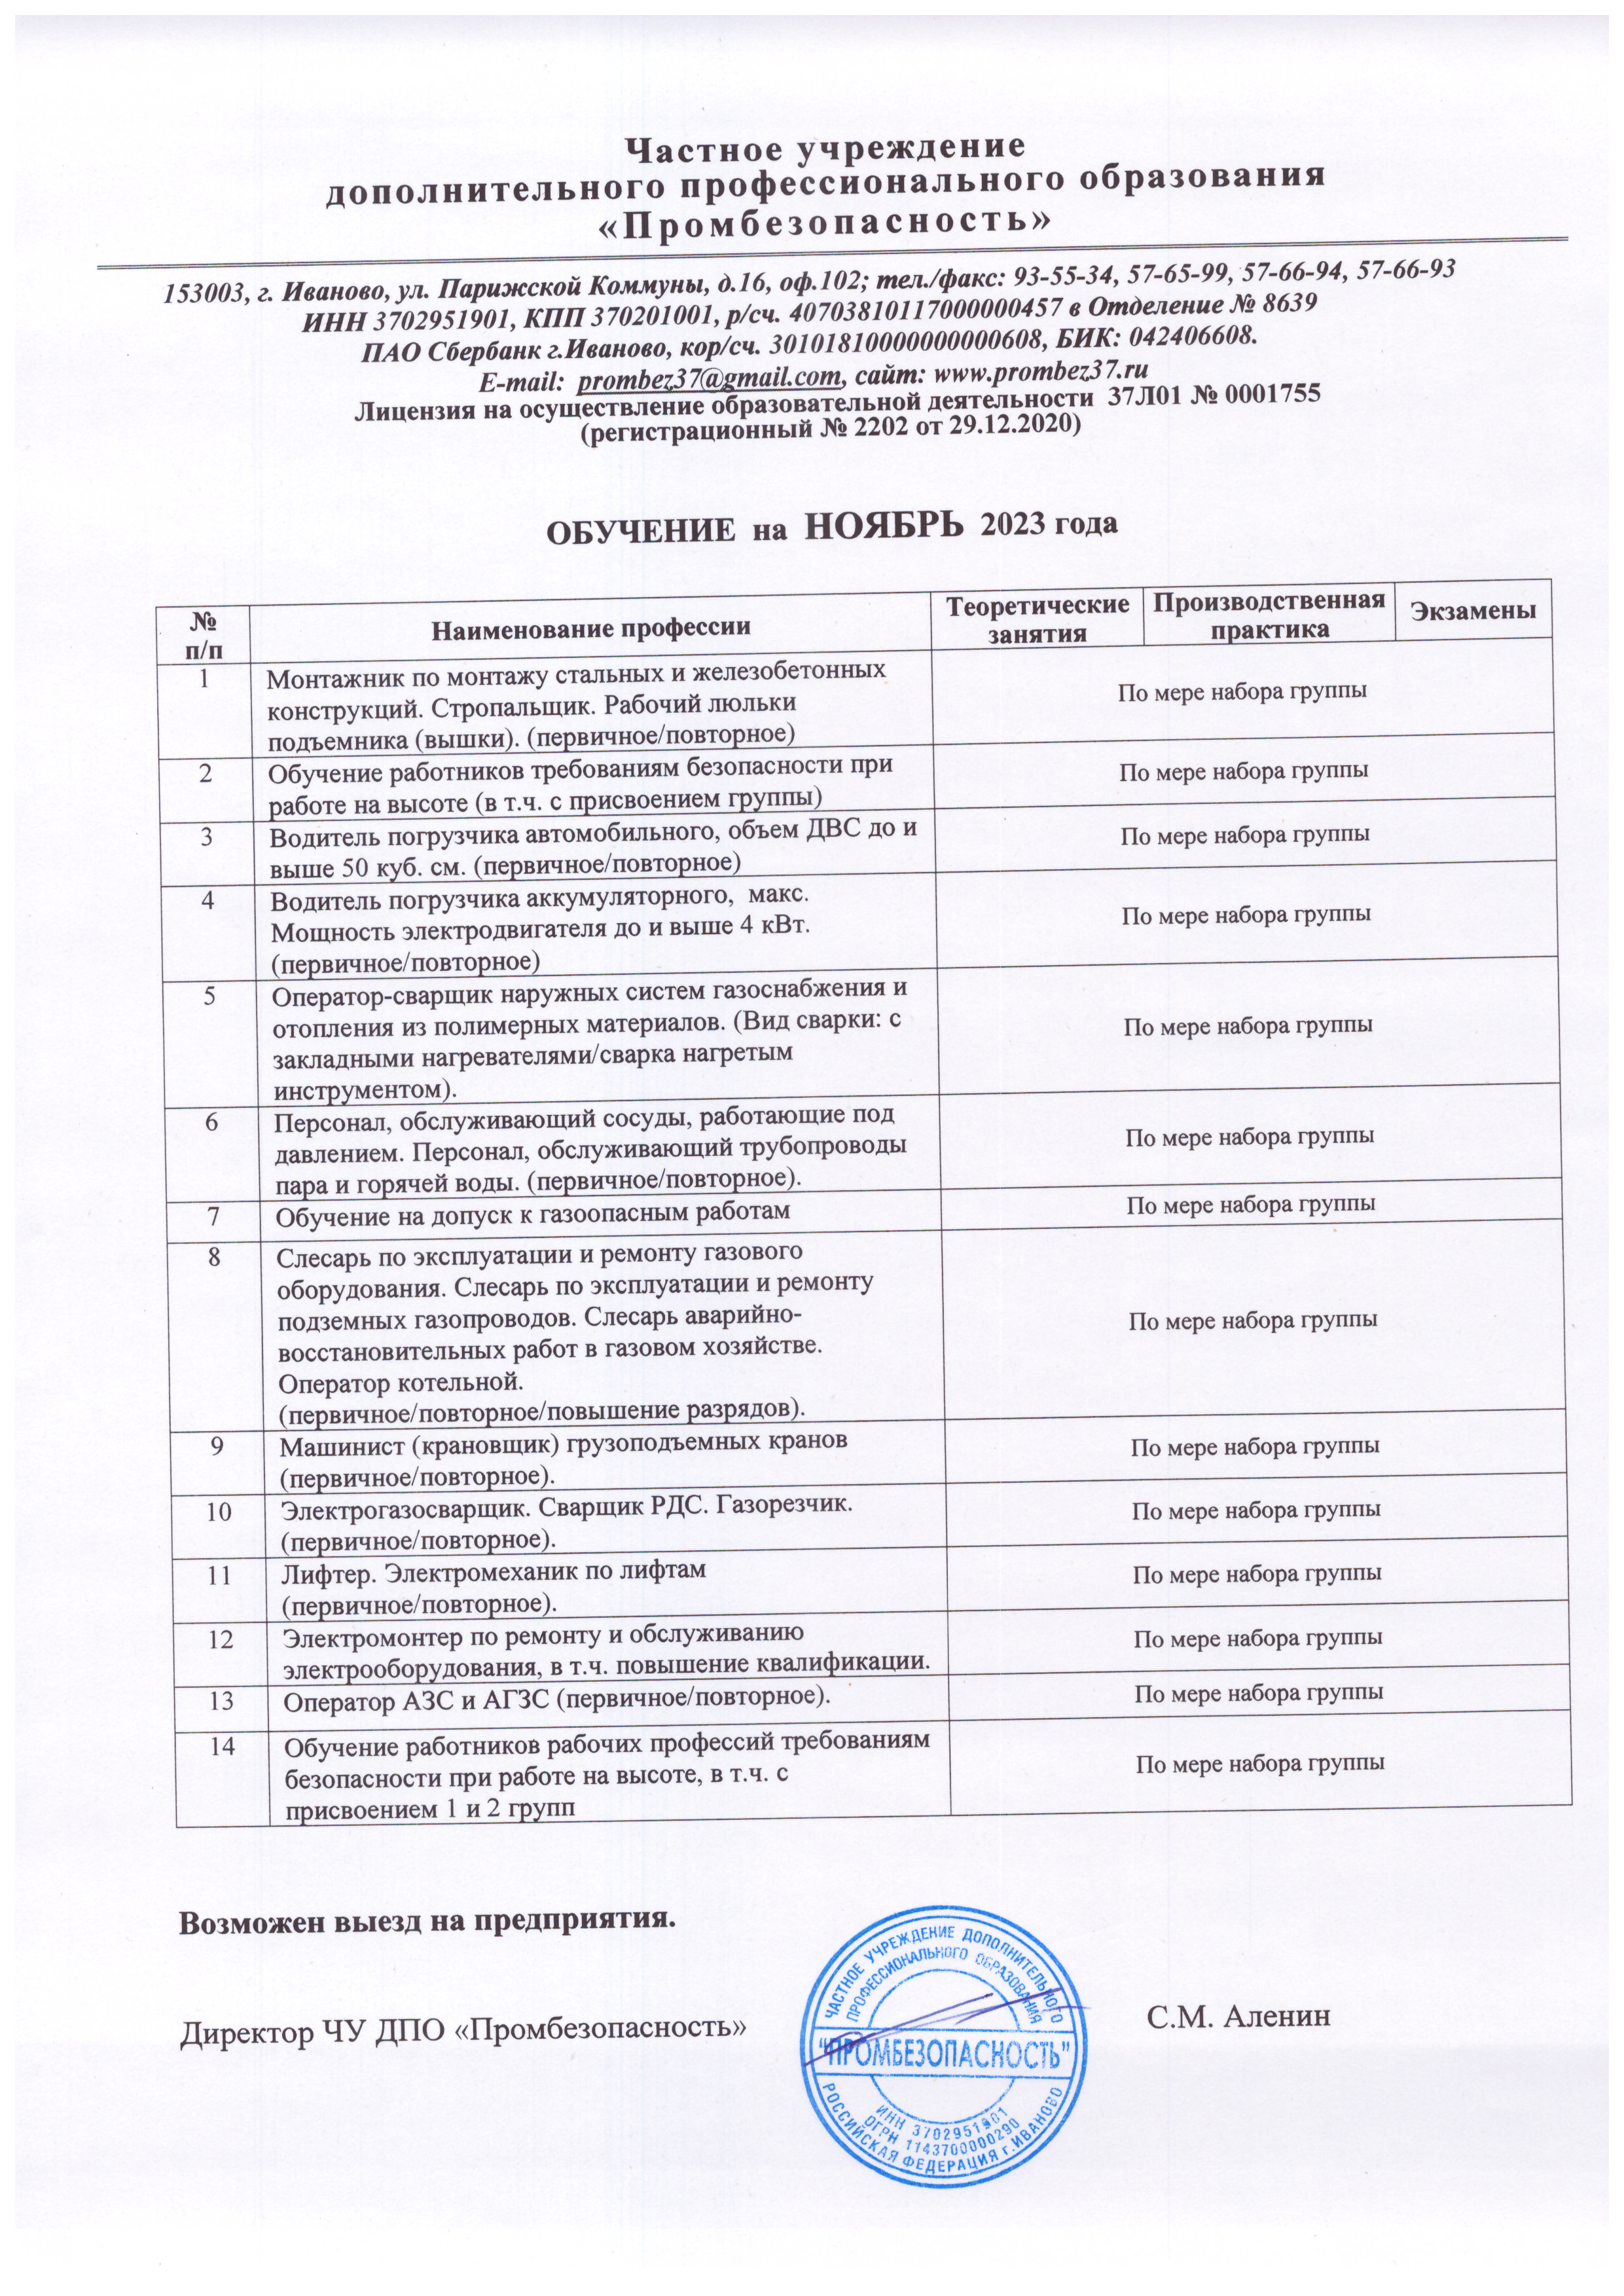 Частное учреждение
дополнительного профессионального образования
«Промбезопасность»
153003, г. Иваново, ул. Парижской Коммуны, д.16, оф.102; тел./факс: 93-55-34, 57-65-99, 57-66-94, 57-66-93
ИНН 3702951901, КПП 370201001, р/сч. 40703810117000000457 в Отделение № 8639
ПАО Сбербанк г.Иваново, кор/сч. 30101810000000000608, БИК: 042406608.
E-mail: prombez37@gmail.com, сайт: www.prombez37.ru
Лицензия на осуществление образовательной деятельности 37Л01 № 0001755
(регистрационный № 2202 от 29.12.2020)
ОБУЧЕНИЕ на НОЯБРЬ 2023 года
№
п/п
Наименование профессии
Теоретические
занятия
Производственная
практика
Экзамены
1
Монтажник по монтажу стальных и железобетонных
конструкций. Стропальщик. Рабочий люльки
подъемника (вышки). (первичное/повторное)
По мере набора группы
2
Обучение работников требованиям безопасности при
работе на высоте (в т.ч. с присвоением группы)
По мере набора группы
3
Водитель погрузчика автомобильного, объем ДВС до и
выше 50 куб. см. (первичное/повторное)
По мере набора группы
4
Водитель погрузчика аккумуляторного, макс.
Мощность электродвигателя до и выше 4 кВт.
(первичное/повторное)
По мере набора группы
5
Оператор-сварщик наружных систем газоснабжения и
отопления из полимерных материалов. (Вид сварки: с
закладными нагревателями/сварка нагретым
инструментом).
По мере набора группы
6
Персонал, обслуживающий сосуды, работающие под
давлением. Персонал, обслуживающий трубопроводы
пара и горячей воды. (первичное/повторное).
По мере набора группы
7
Обучение на допуск к газоопасным работам
По мере набора группы
8
Слесарь по эксплуатации и ремонту газового
оборудования. Слесарь по эксплуатации и ремонту
подземных газопроводов. Слесарь аварийно-
восстановительных работ в газовом хозяйстве.
Оператор котельной.
(первичное/повторное/повышение разрядов).
По мере набора группы
9
Машинист (крановщик) грузоподъемных кранов
(первичное/повторное).
По мере набора группы
10
Электрогазосварщик. Сварщик РДС. Газорезчик.
(первичное/повторное).
По мере набора группы
11
Лифтер. Электромеханик по лифтам
(первичное/повторное).
По мере набора группы
12
Электромонтер по ремонту и обслуживанию
электрооборудования, в т.ч. повышение квалификации.
По мере набора группы
13
Оператор АЗС и АГЗС (первичное/повторное).
По мере набора группы
14
Обучение работников рабочих профессий требованиям
безопасности при работе на высоте, в т.ч. с
присвоением 1 и 2 групп
По мере набора группы
Возможен выезд на предприятия.
Директор ЧУ ДПО «Промбезопасность»
С.М. Аленин
ЧАСТНОЕ УЧРЕЖДЕНИЕ ДОПОЛНИТЕЛЬНОГО
ПРОФЕССИОНАЛЬНОГО ОБРАЗОВАНИЯ
"ПРОМБЕЗОПАСНОСТЬ"
ИНН 3702951901
ОГРН 1143700000290
РОССИЙСКАЯ ФЕДЕРАЦИЯ г.ИВАНОВО